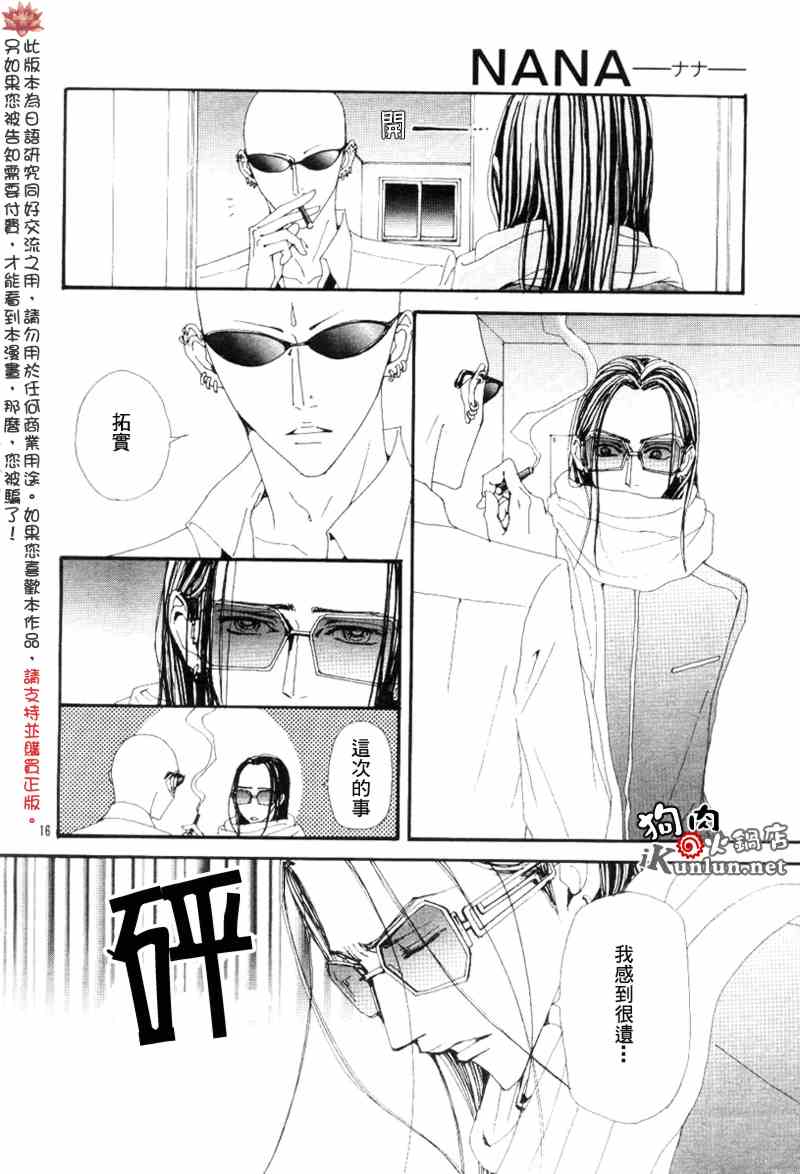 NANA—ナナ—
開
拓實
這次的事
我感到很遺…
砰
16
此版本為日語研究同好交流之用，請勿用於任何商業用途。如果您喜歡本作品，請支持並購買正版。
另如果您被告知需要付費，才能看到本漫畫，那麼，您被騙了！
狗肉火鍋店
iKunlun.net